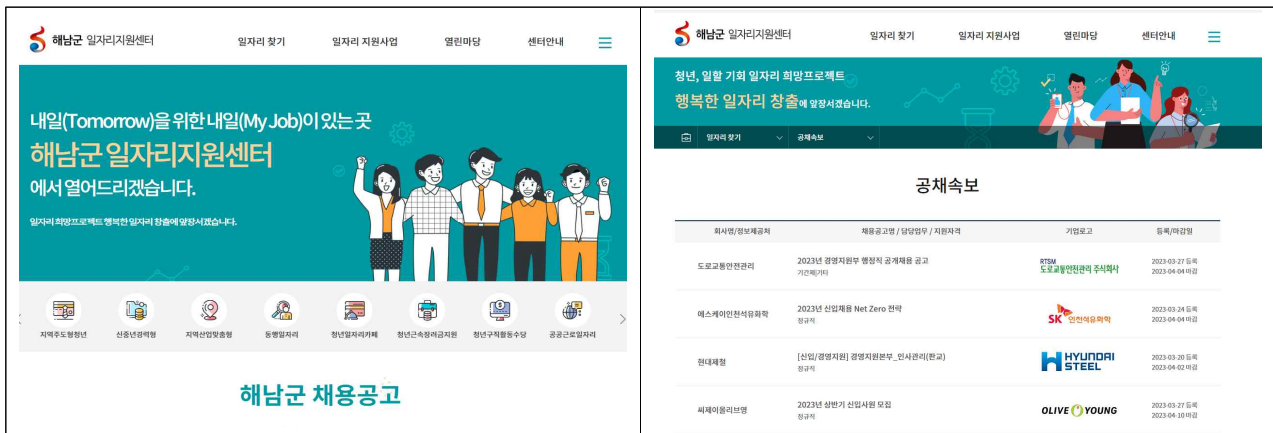 해남군 일자리지원센터
일자리 찾기 일자리 지원사업 열린마당 센터안내
내일(Tomorrow)을 위한 내일(My Job)이 있는 곳
해남군 일자리지원센터
에서 열어드리겠습니다.
일자리 희망프로젝트 행복한 일자리 창출에 앞장서겠습니다.
지역주도형청년 신중년경력형 지역산업맞춤형 동행일자리 청년일자리카페 청년근속장려금지원 청년구직활동수당 공공근로일자리
해남군 채용공고
해남군 일자리지원센터
일자리 찾기 일자리 지원사업 열린마당 센터안내
청년, 일할 기회 일자리 희망프로젝트
행복한 일자리 창출에 앞장서겠습니다.
일자리 찾기 공채속보
공채속보
회사명/정보제공처 채용공고명 / 담당업무 / 지원자격 기업로고 등록/마감일
도로교통안전관리 2023년 경영지원부 행정직 공개채용 공고 RTSM 2023-03-27 등록
기간제|기타 도로교통안전관리 주식회사 2023-04-04 마감
에스케이인천석유화학 2023년 신입채용 Net Zero 전략 SK 인천석유화학 2023-03-24 등록
정규직 2023-04-04 마감
현대제철 [신입/경영지원] 경영지원본부_인사관리(판교) HYUNDAI 2023-03-20 등록
정규직 STEEL 2023-04-02 마감
씨제이올리브영 2023년 상반기 신입사원 모집 OLIVE YOUNG 2023-03-27 등록
정규직 2023-04-10 마감